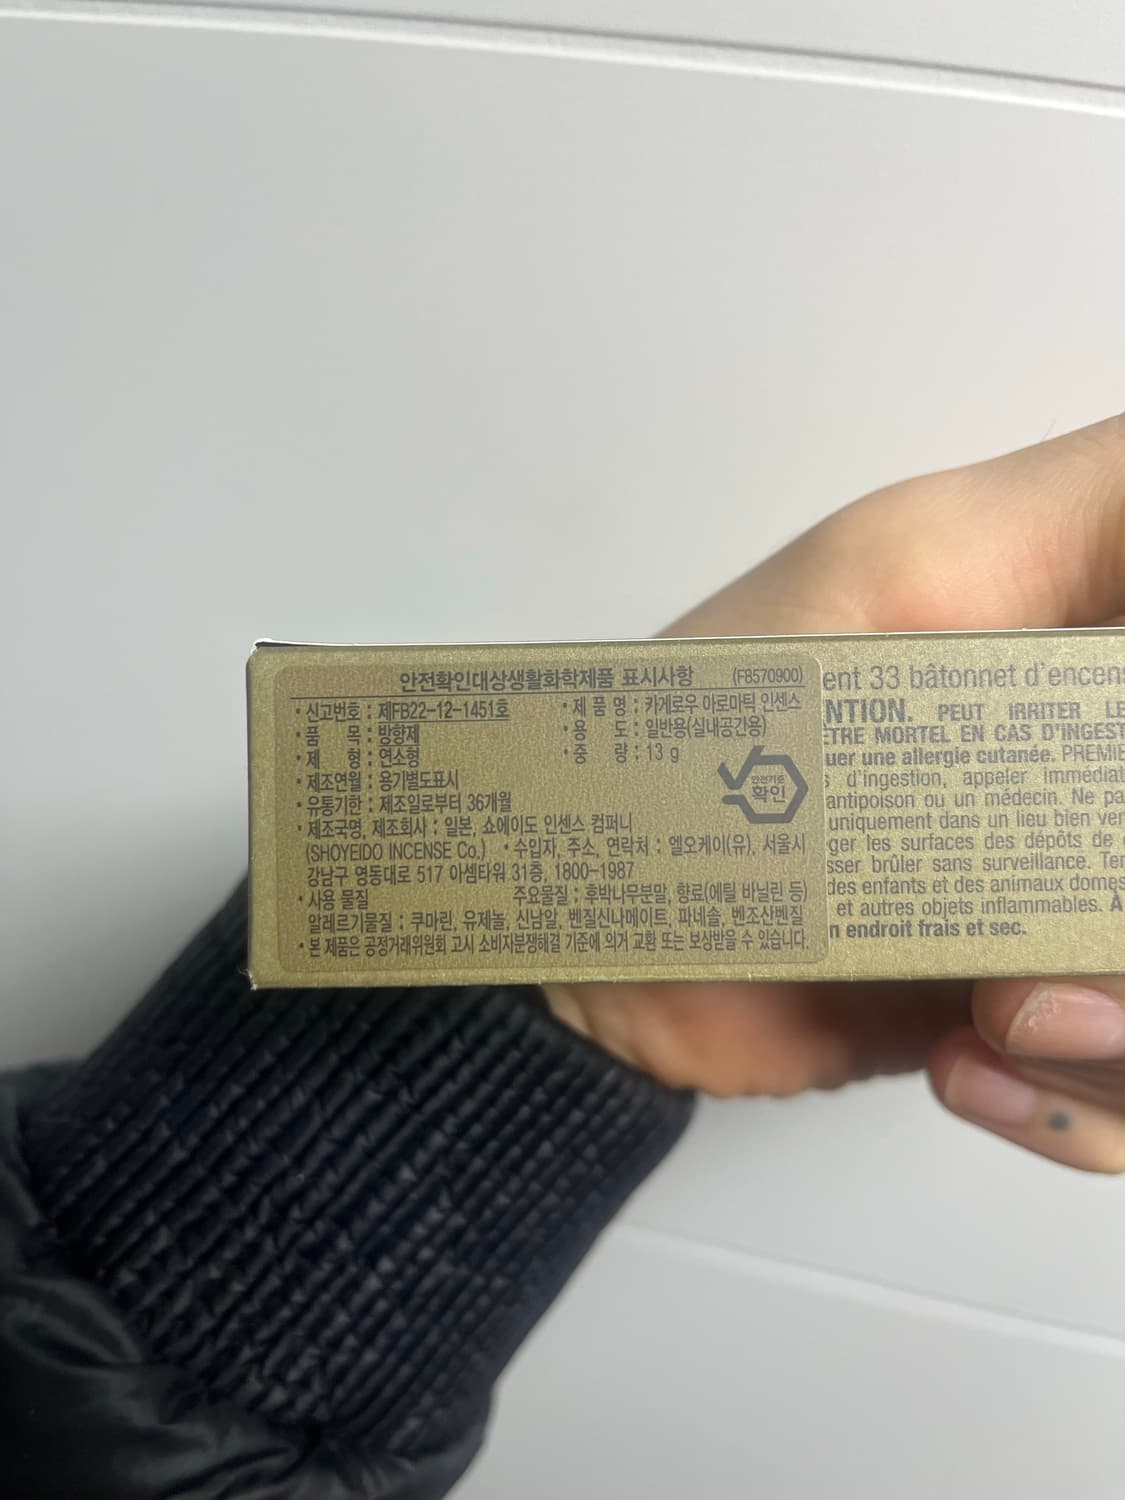 안전확인대상생활화학제품 표시사항 (F8570900)
· 신고번호 : 제FB22-12-1451호 · 제 품 명 : 카게로우 아로마틱 인센스
· 품 목 : 방향제 · 용 도 : 일반용(실내공간용)
· 제 형 : 연소형 · 중 량 : 13 g
· 제조연월 : 용기별도표시
· 유통기한 : 제조일로부터 36개월
· 제조국명, 제조회사 : 일본, 쇼에이도 인센스 컴퍼니
(SHOYEIDO INCENSE Co.) · 수입자, 주소, 연락처 : 엘오케이(유), 서울시
강남구 영동대로 517 아셈타워 31층, 1800-1987
· 사용 물질 주요물질 : 후박나무분말, 향료(에틸 바닐린 등)
알레르기물질 : 쿠마린, 유제놀, 신남알, 벤질신나메이트, 파네솔, 벤조산벤질
· 본 제품은 공정거래위원회 고시 소비자분쟁해결 기준에 의거 교환 또는 보상받을 수 있습니다.
안전기준
확인
ent 33 bâtonnet d'encens
NTION. PEUT IRRITER LE
ETRE MORTEL EN CAS D'INGEST
uer une allergie cutanée. PREMIE
s d'ingestion, appeler immédiat
antipoison ou un médecin. Ne pa
uniquement dans un lieu bien ver
ger les surfaces des dépôts de
sser brûler sans surveillance. Ter
des enfants et des animaux domes
et autres objets inflammables. À
n endroit frais et sec.